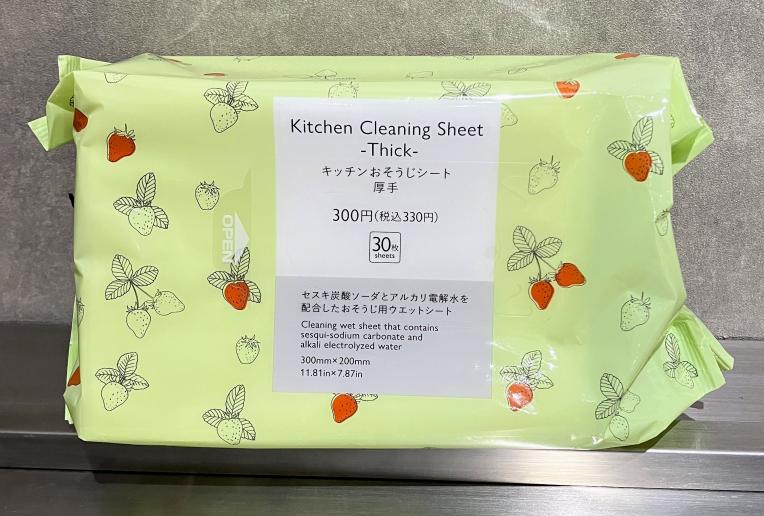 Kitchen Cleaning Sheet
-Thick-
キッチンおそうじシート
厚手
300円(税込330円)
30枚
sheets
OPEN
セスキ炭酸ソーダとアルカリ電解水を
配合したおそうじ用ウエットシート
Cleaning wet sheet that contains
sesqui-sodium carbonate and
alkali electrolyzed water
300mm×200mm
11.81in×7.87in